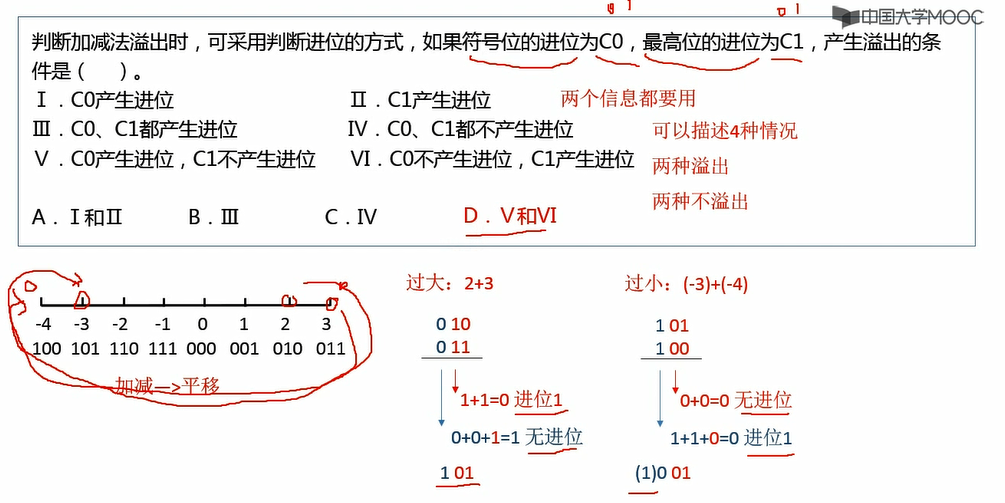 中国大学MOOC
判断加减法溢出时，可采用判断进位的方式，如果符号位的进位为C0，最高位的进位为C1，产生溢出的条
件是（　　）。
Ⅰ．C0产生进位 Ⅱ．C1产生进位 两个信息都要用
Ⅲ．C0、C1都产生进位 Ⅳ．C0、C1都不产生进位 可以描述4种情况
Ⅴ．C0产生进位，C1不产生进位 Ⅵ．C0不产生进位，C1产生进位 两种溢出
两种不溢出
A．Ⅰ和Ⅱ B．Ⅲ C．Ⅳ D．Ⅴ和Ⅵ
过大：2+3 过小：(-3)+(-4)
-4 -3 -2 -1 0 1 2 3
100 101 110 111 000 001 010 011
加减—>平移
0 10
0 11
1+1=0 进位1
0+0+1=1 无进位
1 01
1 01
1 00
0+0=0 无进位
1+1+0=0 进位1
(1)0 01